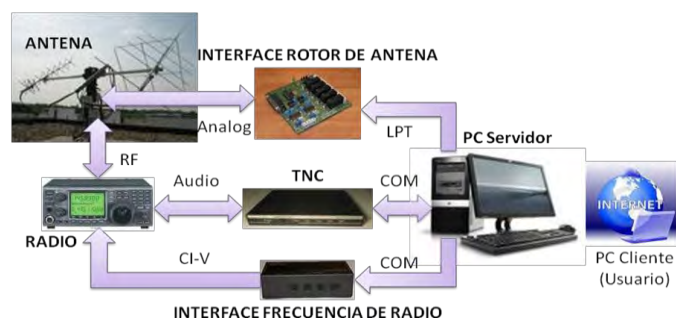 ANTENA
INTERFACE ROTOR DE ANTENA
Analog
LPT
PC Servidor
RF
Audio
TNC
COM
INTERNET
RADIO
CI-V
COM
PC Cliente
(Usuario)
INTERFACE FRECUENCIA DE RADIO